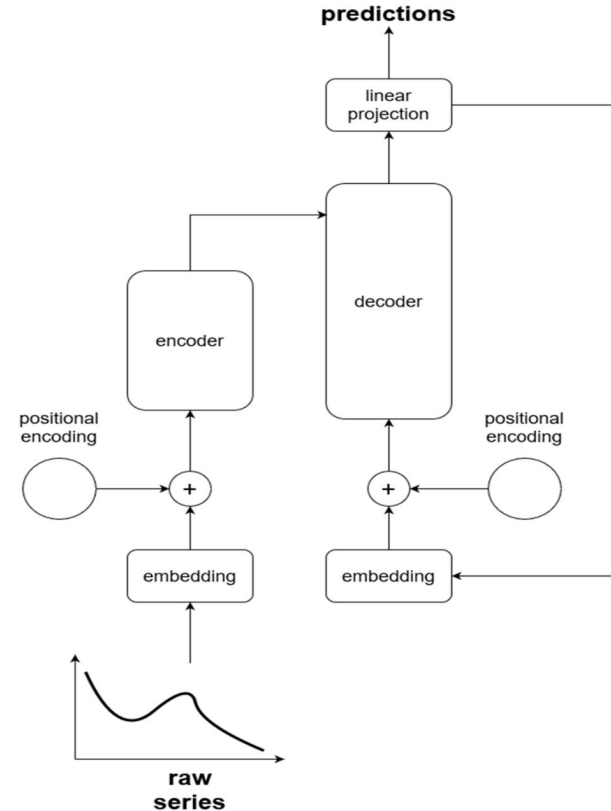 predictions
linear
projection
decoder
encoder
positional
encoding
positional
encoding
+
+
embedding
embedding
raw
series